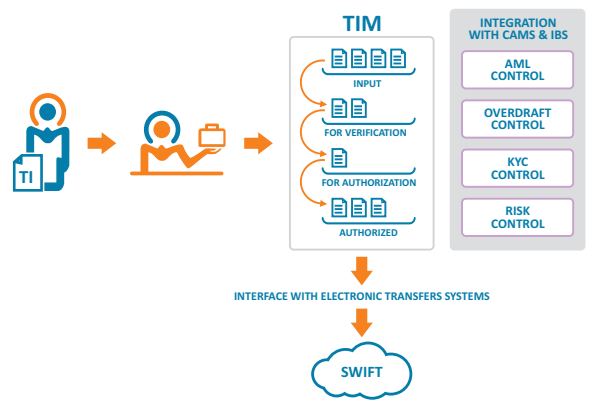 TIM
INPUT
FOR VERIFICATION
FOR AUTHORIZATION
AUTHORIZED
TI
INTEGRATION
WITH CAMS & IBS
AML
CONTROL
OVERDRAFT
CONTROL
KYC
CONTROL
RISK
CONTROL
INTERFACE WITH ELECTRONIC TRANSFERS SYSTEMS
SWIFT